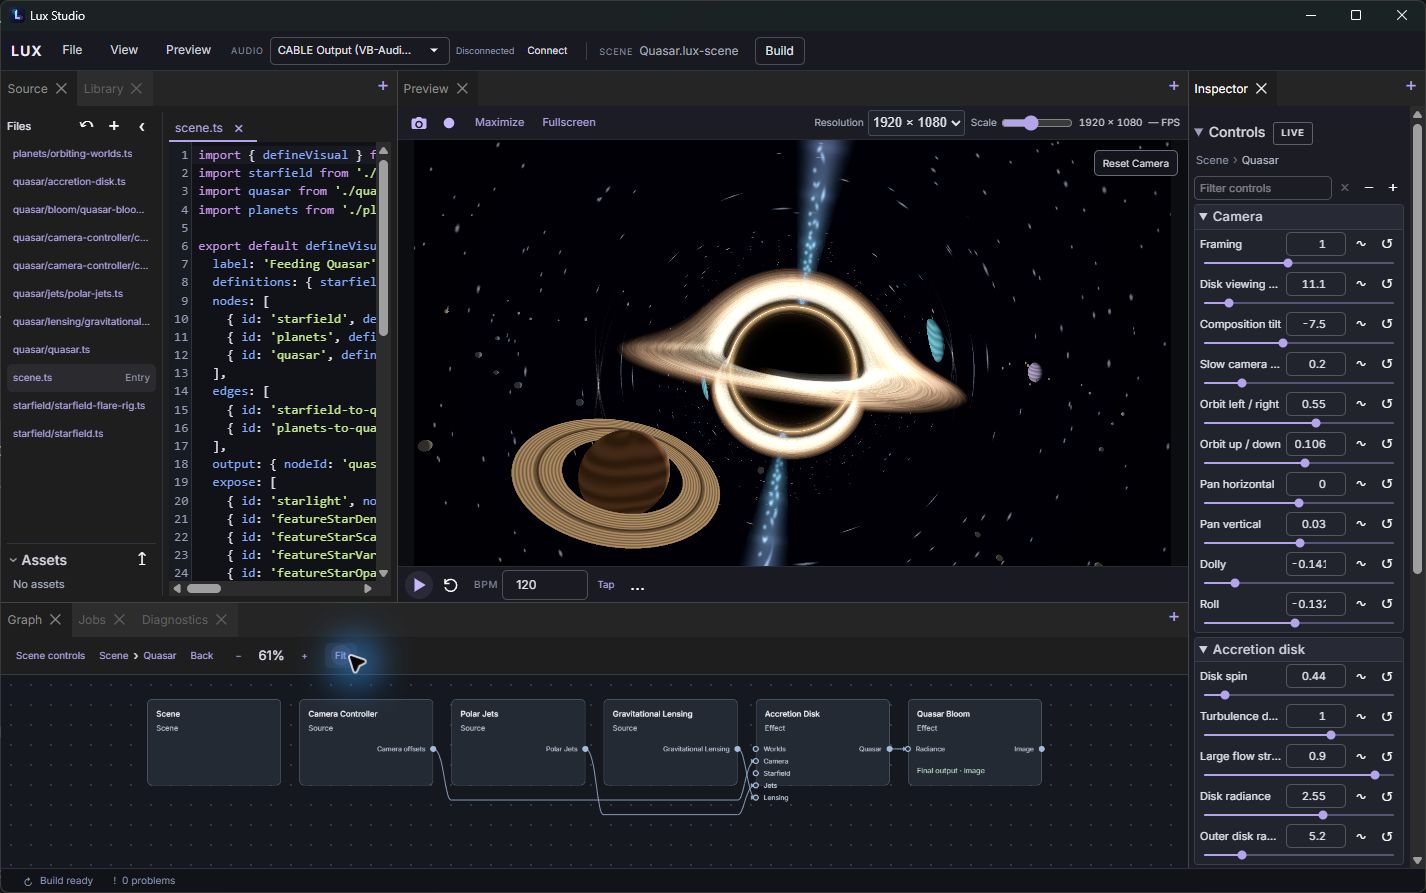 Lux Studio
LUX File View Preview AUDIO CABLE Output (VB-Audi... Disconnected Connect SCENE Quasar.lux-scene Build
Source Library
Files
planets/orbiting-worlds.ts
quasar/accretion-disk.ts
quasar/bloom/quasar-bloo...
quasar/camera-controller/c...
quasar/camera-controller/c...
quasar/jets/polar-jets.ts
quasar/lensing/gravitational...
quasar/quasar.ts
scene.ts Entry
starfield/starfield-flare-rig.ts
starfield/starfield.ts
Assets
No assets
scene.ts
1 import { defineVisual } f
2 import starfield from './
3 import quasar from './qua
4 import planets from './pl
5
6 export default defineVisu
7 label: 'Feeding Quasar'
8 definitions: { starfiel
9 nodes: [
10 { id: 'starfield', de
11 { id: 'planets', defi
12 { id: 'quasar', defin
13 ],
14 edges: [
15 { id: 'starfield-to-q
16 { id: 'planets-to-qua
17 ],
18 output: { nodeId: 'quas
19 expose: [
20 { id: 'starlight', no
21 { id: 'featureStarDen
22 { id: 'featureStarSca
23 { id: 'featureStarVar
24 { id: 'featureStarOpa
Preview
Maximize Fullscreen Resolution 1920 × 1080 Scale 1920 × 1080 — FPS
Reset Camera
BPM 120 Tap ...
Inspector
Controls LIVE
Scene › Quasar
Filter controls × − +
Camera
Framing 1
Disk viewing ... 11.1
Composition tilt -7.5
Slow camera ... 0.2
Orbit left / right 0.55
Orbit up / down 0.106
Pan horizontal 0
Pan vertical 0.03
Dolly -0.141
Roll -0.132
Accretion disk
Disk spin 0.44
Turbulence d... 1
Large flow str... 0.9
Disk radiance 2.55
Outer disk ra... 5.2
Graph Jobs Diagnostics
Scene controls Scene › Quasar Back − 61% + Fit
Scene
Scene
Camera Controller
Source
Camera offsets
Polar Jets
Source
Polar Jets
Gravitational Lensing
Source
Gravitational Lensing
Accretion Disk
Effect
Worlds Quasar
Camera
Starfield
Jets
Lensing
Quasar Bloom
Effect
Radiance Image
Final output · Image
Build ready ! 0 problems